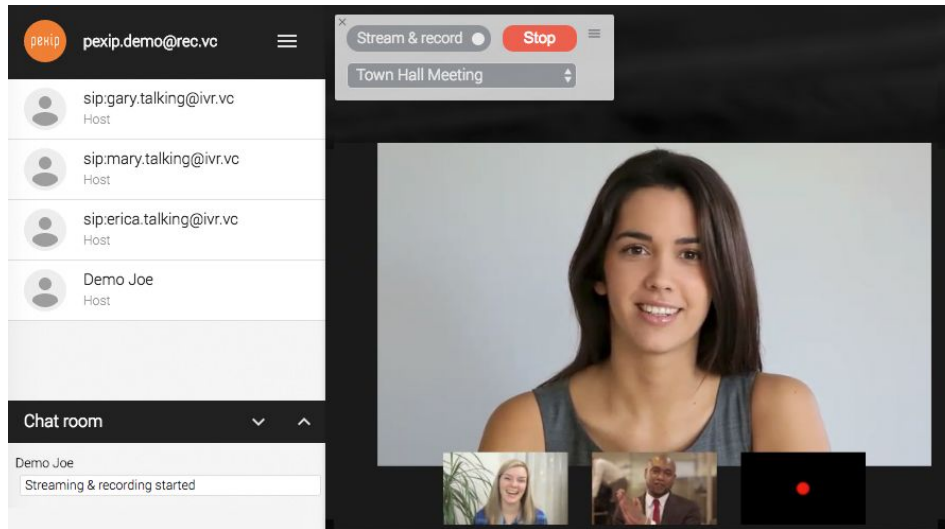 pexip
pexip.demo@rec.vc
sip:gary.talking@ivr.vc
Host
sip:mary.talking@ivr.vc
Host
sip:erica.talking@ivr.vc
Host
Demo Joe
Host
Chat room
Demo Joe
Streaming & recording started
Stream & record
Stop
Town Hall Meeting